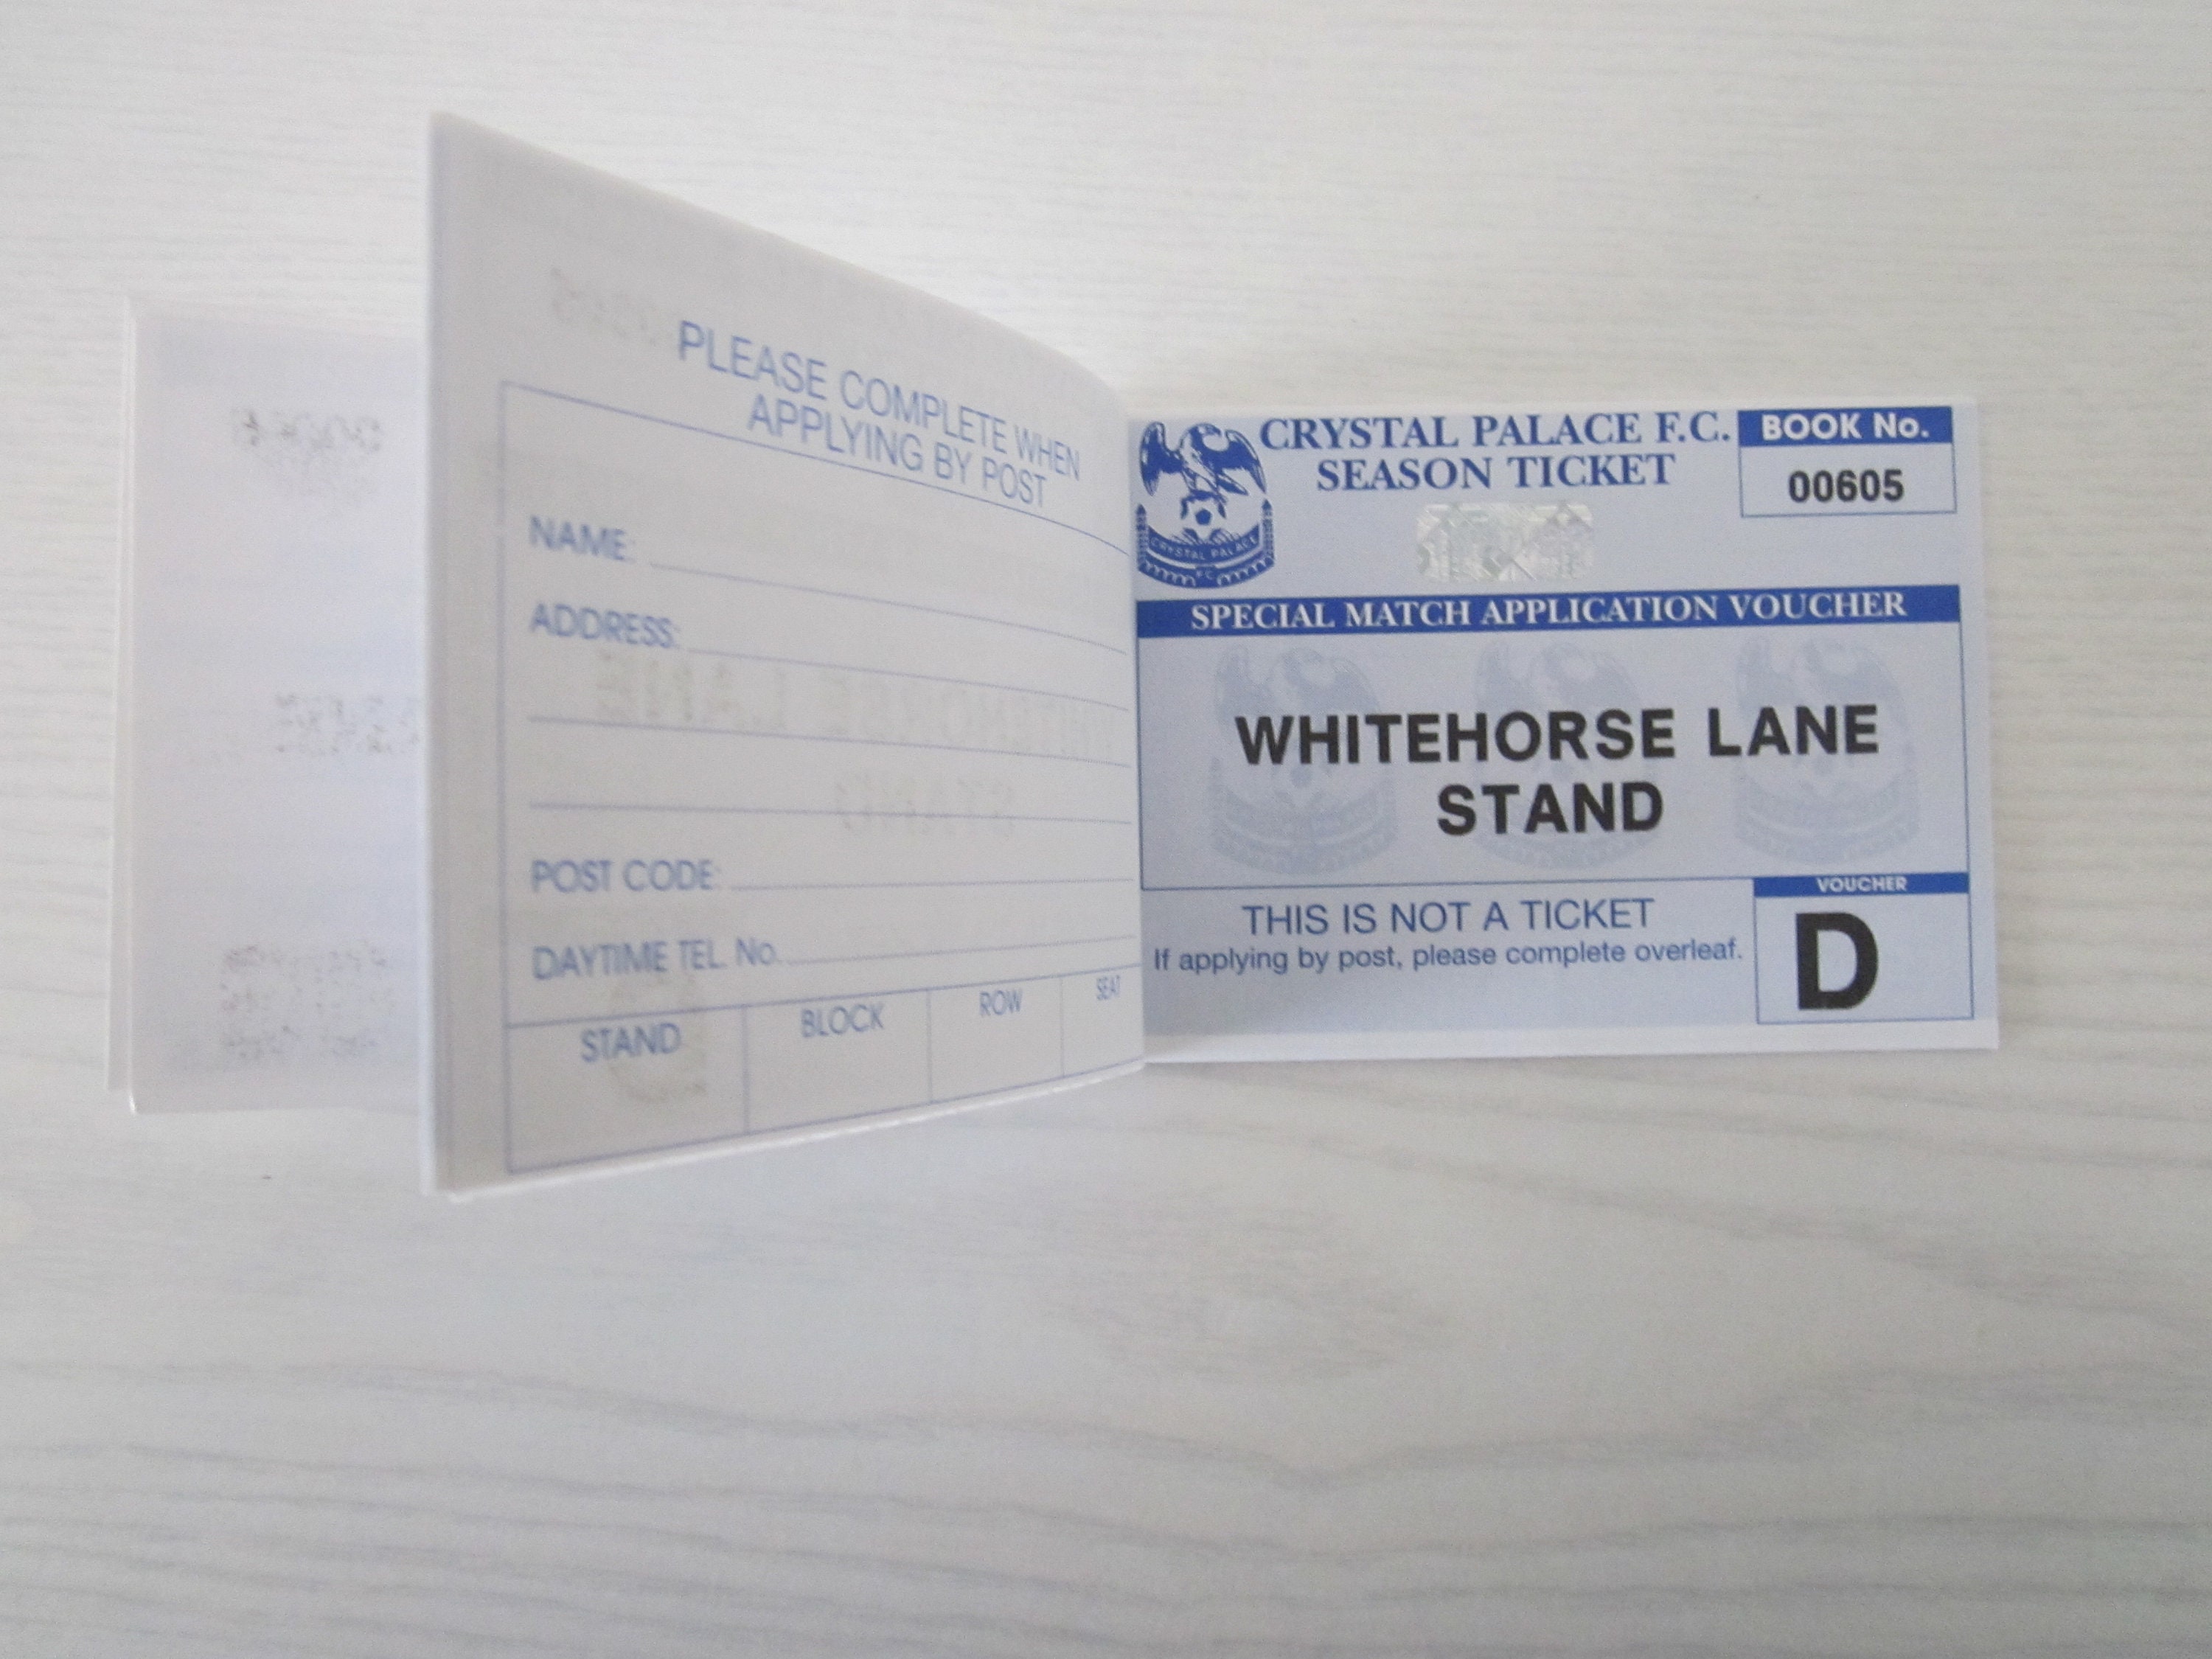 PLEASE COMPLETE WHEN
APPLYING BY POST
NAME:
ADDRESS:
POST CODE:
DAYTIME TEL. No.
STAND BLOCK ROW SEAT
CRYSTAL PALACE F.C.
SEASON TICKET
BOOK No.
00605
CRYSTAL PALACE
F.C.
SPECIAL MATCH APPLICATION VOUCHER
WHITEHORSE LANE
STAND
THIS IS NOT A TICKET
If applying by post, please complete overleaf.
VOUCHER
D